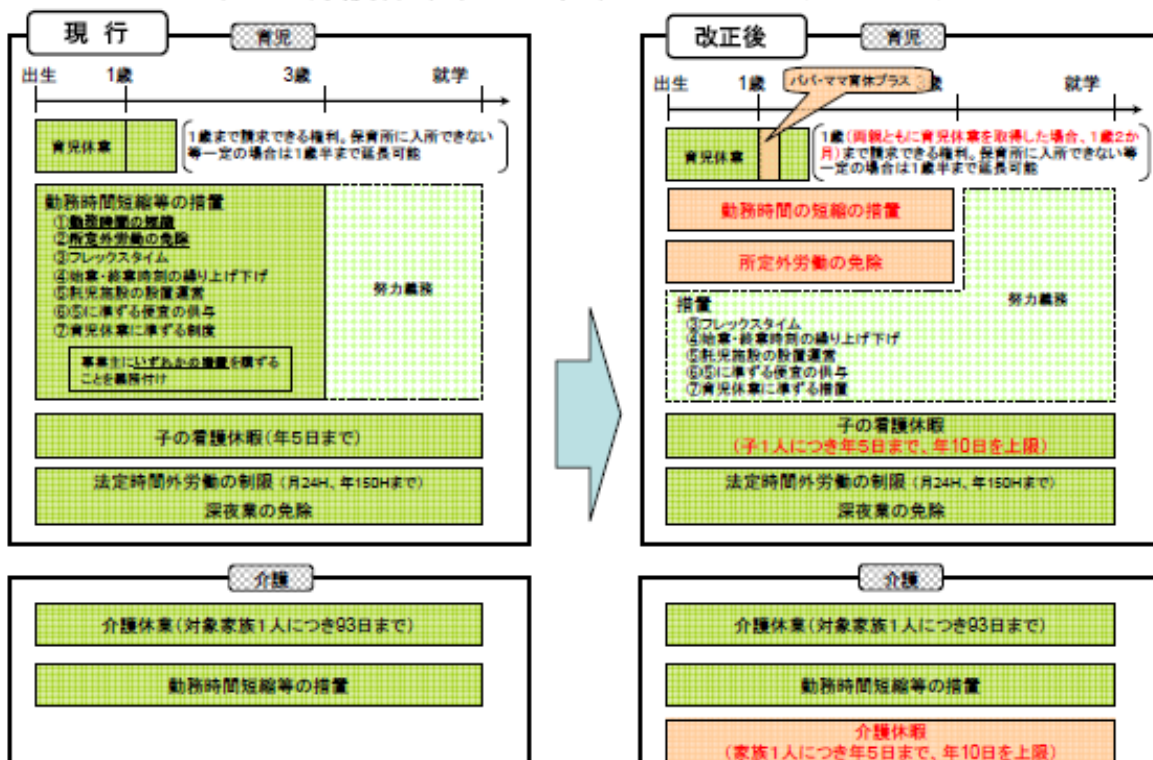 現 行
育児
出生 1歳 3歳 就学
育児休業
1歳まで請求できる権利。保育所に入所できない
等一定の場合は1歳半まで延長可能
勤務時間短縮等の措置
①勤務時間の短縮
②所定外労働の免除
③フレックスタイム
④始業・終業時刻の繰り上げ下げ
⑤託児施設の設置運営
⑥⑤に準ずる便宜の供与
⑦育児休業に準ずる制度
事業主にいずれかの措置を講ずる
ことを義務付け
努力義務
子の看護休暇(年5日まで)
法定時間外労働の制限(月24H、年150Hまで)
深夜業の免除
介護
介護休業(対象家族1人につき93日まで)
勤務時間短縮等の措置
改正後
育児
パパ・ママ育休プラス
出生 1歳 歳 就学
育児休業
1歳(両親ともに育児休業を取得した場合、1歳2か
月)まで請求できる権利。保育所に入所できない等
一定の場合は1歳半まで延長可能
勤務時間の短縮の措置
所定外労働の免除
努力義務
措置
③フレックスタイム
④始業・終業時刻の繰り上げ下げ
⑤託児施設の設置運営
⑥⑤に準ずる便宜の供与
⑦育児休業に準ずる措置
子の看護休暇
(子1人につき年5日まで、年10日を上限)
法定時間外労働の制限(月24H、年150Hまで)
深夜業の免除
介護
介護休業(対象家族1人につき93日まで)
勤務時間短縮等の措置
介護休暇
(家族1人につき年5日まで、年10日を上限)